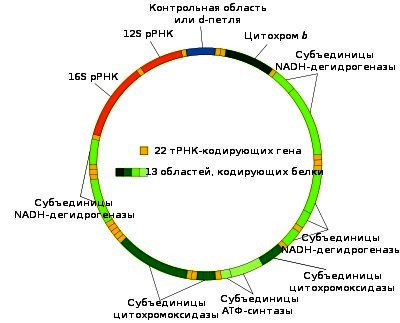 Контрольная область
или d-петля
12S рРНК
Цитохром b
Субъединицы
NADH-дегидрогеназы
16S рРНК
22 тРНК-кодирующих гена
13 областей, кодирующих белки
Субъединицы
NADH-дегидрогеназы
Субъединицы
NADH-дегидрогеназы
Субъединицы
цитохромоксидазы
Субъединицы
АТФ-синтазы
Субъединицы
цитохромоксидазы